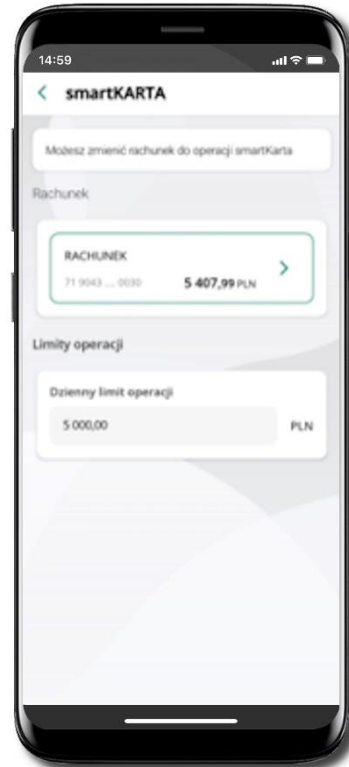 14:59
smartKARTA
Możesz zmienić rachunek do operacji smartKarta
Rachunek
RACHUNEK
71 9043 ... 0030 5 407,99 PLN
Limity operacji
Dzienny limit operacji
5 000,00 PLN